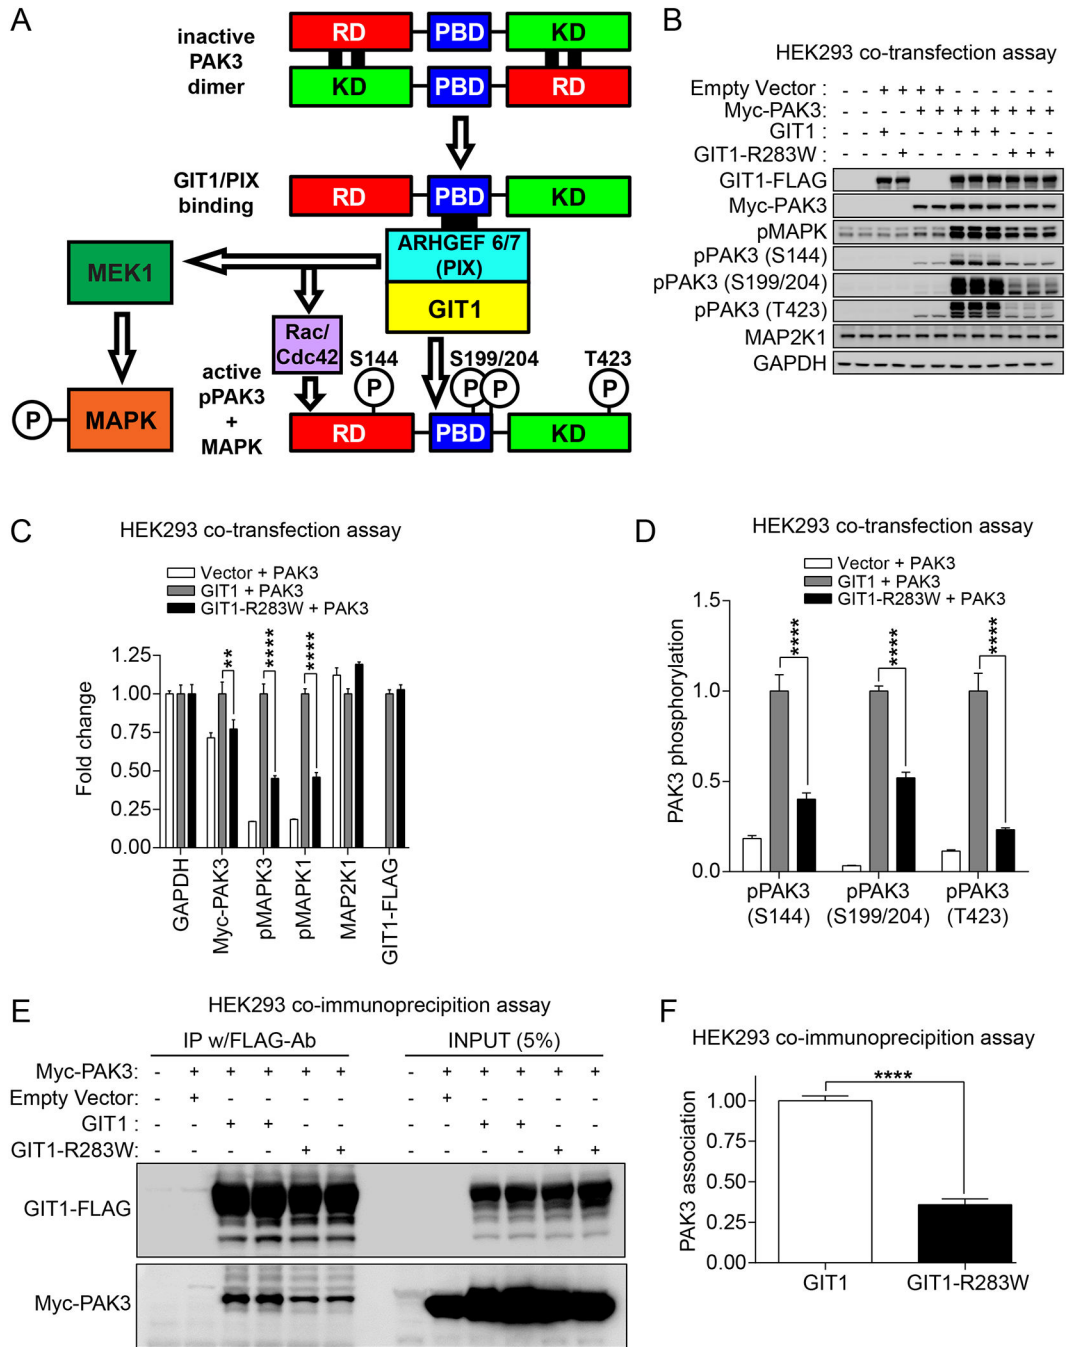 A
inactive
PAK3
dimer
RD PBD KD
KD PBD RD
GIT1/PIX
binding
RD PBD KD
ARHGEF 6/7
(PIX)
GIT1
MEK1
Rac/
Cdc42
MAPK
P
active
pPAK3
+
MAPK
S144 S199/204 T423
P P P P
RD PBD KD
B
HEK293 co-transfection assay
Empty Vector : - - + + + + - - - - - -
Myc-PAK3: - - - - + + + + + + + +
GIT1 : - - + - - - + + + - - -
GIT1-R283W : - - - + - - - - - + + +
GIT1-FLAG
Myc-PAK3
pMAPK
pPAK3 (S144)
pPAK3 (S199/204)
pPAK3 (T423)
MAP2K1
GAPDH
C
HEK293 co-transfection assay
Vector + PAK3
GIT1 + PAK3
GIT1-R283W + PAK3
Fold change
1.25
1.00
0.75
0.50
0.25
0.00
** **** ****
GAPDH
Myc-PAK3
pMAPK3
pMAPK1
MAP2K1
GIT1-FLAG
D
HEK293 co-transfection assay
Vector + PAK3
GIT1 + PAK3
GIT1-R283W + PAK3
PAK3 phosphorylation
1.5
1.0
0.5
0.0
**** **** ****
pPAK3 pPAK3 pPAK3
(S144) (S199/204) (T423)
E
HEK293 co-immunoprecipition assay
IP w/FLAG-Ab INPUT (5%)
Myc-PAK3: - + + + + + - + + + + +
Empty Vector: - + - - - - - + - - - -
GIT1 : - - + + - - - - + + - -
GIT1-R283W: - - - - + + - - - - + +
GIT1-FLAG
Myc-PAK3
F
HEK293 co-immunoprecipition assay
PAK3 association
1.00
0.75
0.50
0.25
0.00
****
GIT1 GIT1-R283W